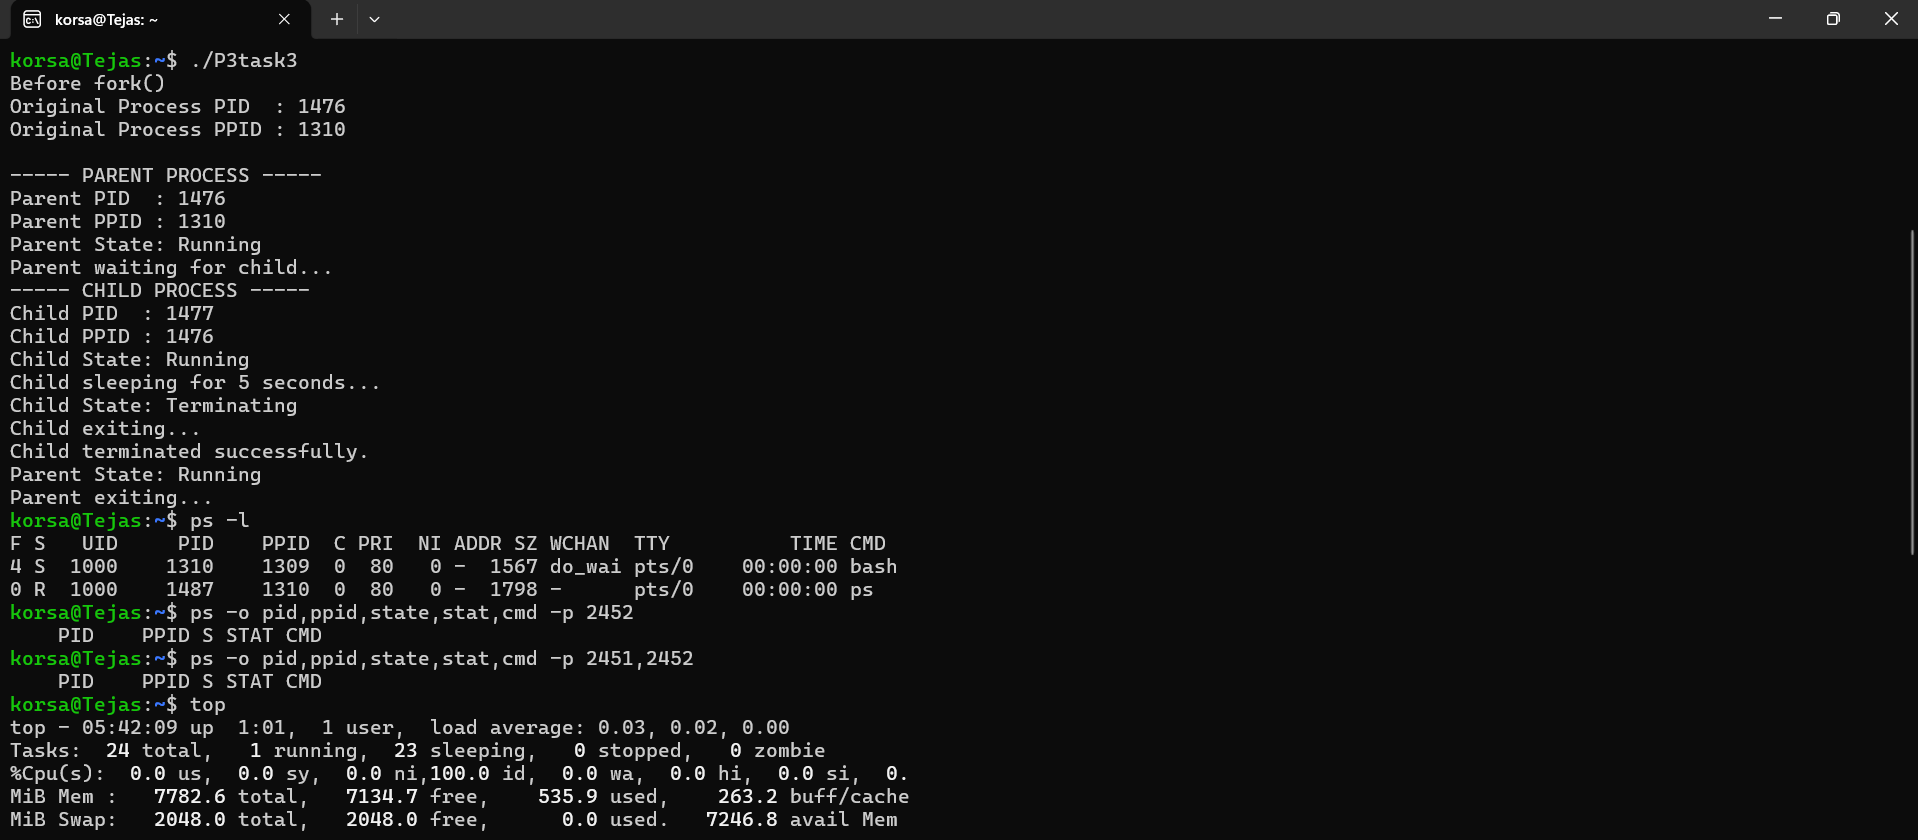 korsa@Tejas: ~
korsa@Tejas:~$ ./P3task3
Before fork()
Original Process PID  : 1476
Original Process PPID : 1310
----- PARENT PROCESS -----
Parent PID  : 1476
Parent PPID : 1310
Parent State: Running
Parent waiting for child...
----- CHILD PROCESS -----
Child PID  : 1477
Child PPID : 1476
Child State: Running
Child sleeping for 5 seconds...
Child State: Terminating
Child exiting...
Child terminated successfully.
Parent State: Running
Parent exiting...
korsa@Tejas:~$ ps -l
F S   UID     PID    PPID  C PRI  NI ADDR SZ WCHAN  TTY          TIME CMD
4 S  1000    1310    1309  0  80   0 -  1567 do_wai pts/0    00:00:00 bash
0 R  1000    1487    1310  0  80   0 -  1798 -      pts/0    00:00:00 ps
korsa@Tejas:~$ ps -o pid,ppid,state,stat,cmd -p 2452
    PID    PPID S STAT CMD
korsa@Tejas:~$ ps -o pid,ppid,state,stat,cmd -p 2451,2452
    PID    PPID S STAT CMD
korsa@Tejas:~$ top
top - 05:42:09 up  1:01,  1 user,  load average: 0.03, 0.02, 0.00
Tasks:  24 total,   1 running,  23 sleeping,   0 stopped,   0 zombie
%Cpu(s):  0.0 us,  0.0 sy,  0.0 ni,100.0 id,  0.0 wa,  0.0 hi,  0.0 si,  0.
MiB Mem :   7782.6 total,   7134.7 free,    535.9 used,    263.2 buff/cache
MiB Swap:   2048.0 total,   2048.0 free,      0.0 used.   7246.8 avail Mem